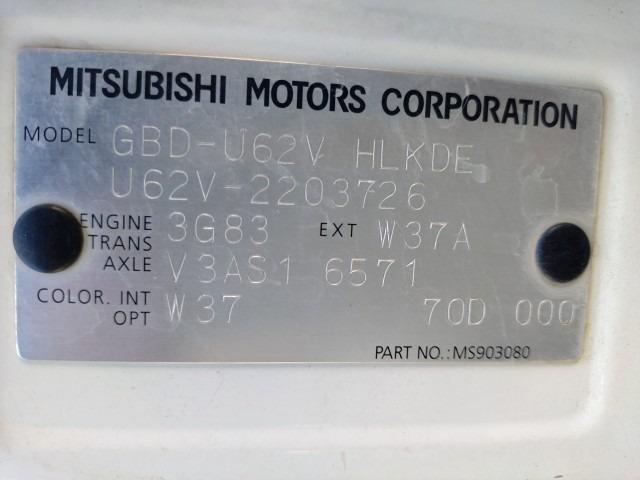 MITSUBISHI MOTORS CORPORATION
MODEL GBD-U62V HLKDE
U62V-2203726
ENGINE 3G83 EXT W37A
TRANS
AXLE V3AS1 6571
COLOR. INT W37 70D 000
OPT
PART NO.:MS903080